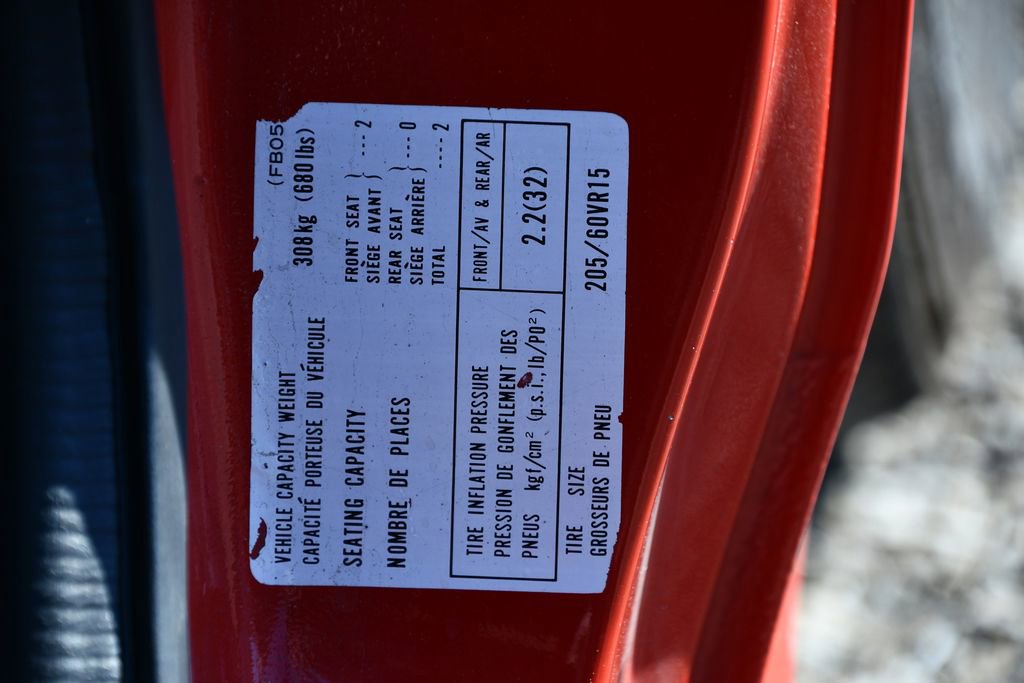 (FB05)
VEHICLE CAPACITY WEIGHT 308kg (680 lbs)
CAPACITÉ PORTEUSE DU VÉHICULE
SEATING CAPACITY FRONT SEAT } --- 2
SIÈGE AVANT
NOMBRE DE PLACES REAR SEAT } --- 0
SIÈGE ARRIÈRE
TOTAL ---- 2
TIRE INFLATION PRESSURE FRONT/AV & REAR/AR
PRESSION DE GONFLEMENT DES
PNEUS kgf/cm² (p.s.i., lb/PO²) 2.2(32)
TIRE SIZE 205/60VR15
GROSSEURS DE PNEU